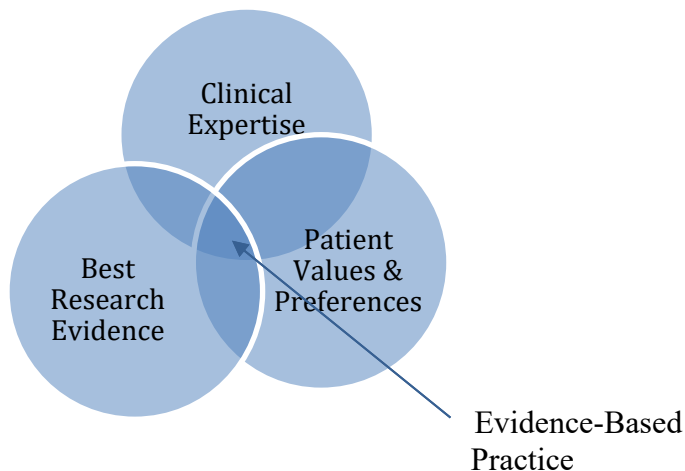 Clinical
Expertise
Patient
Values &
Preferences
Best
Research
Evidence
Evidence-Based
Practice